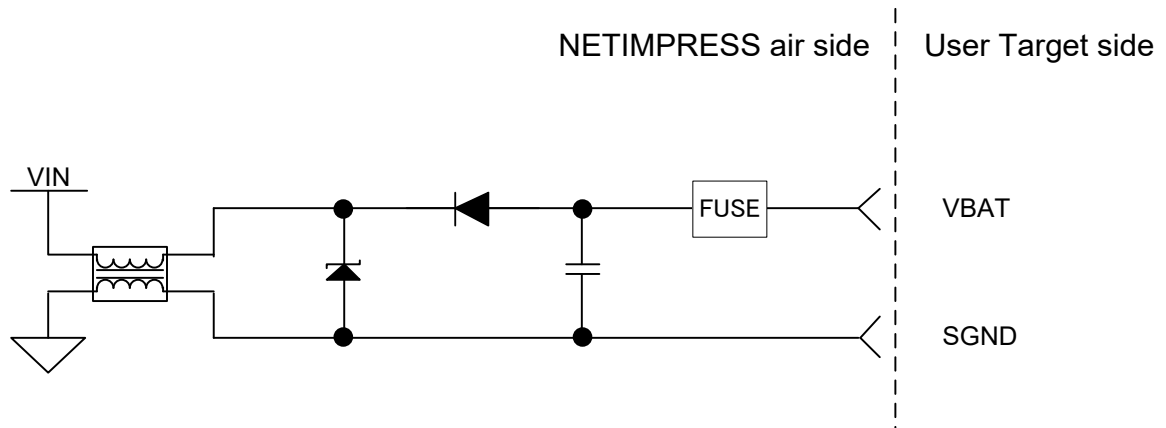 NETIMPRESS air side
User Target side
VIN
FUSE
VBAT
SGND